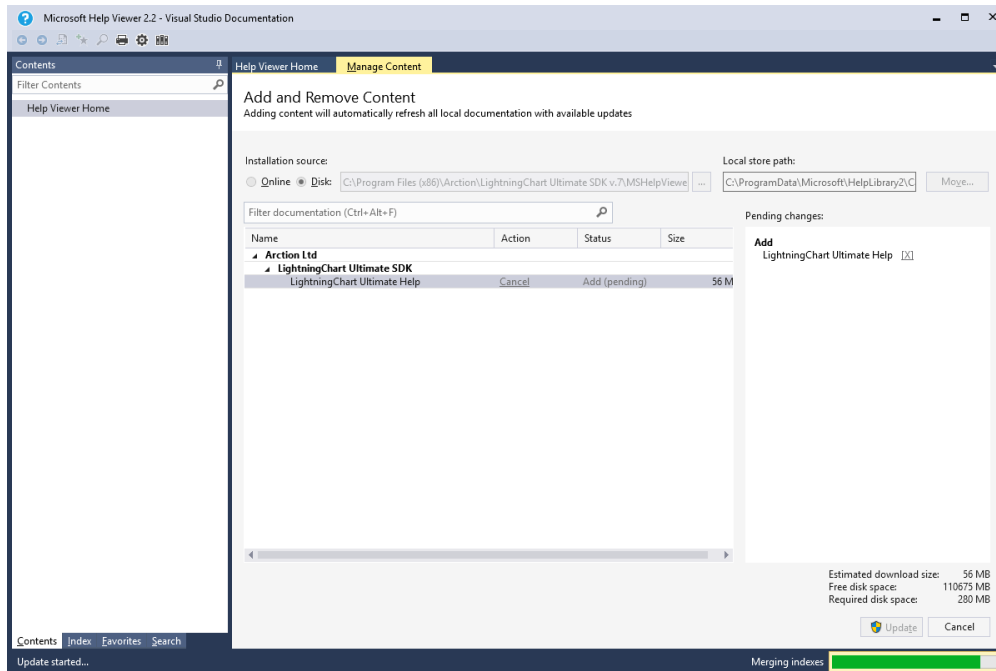 Microsoft Help Viewer 2.2 - Visual Studio Documentation
Contents
Help Viewer Home
Manage Content
Filter Contents
Help Viewer Home
Add and Remove Content
Adding content will automatically refresh all local documentation with available updates
Installation source:
Local store path:
Online
Disk:
C:\Program Files (x86)\Arction\LightningChart Ultimate SDK v.7\MSHelpViewe
...
C:\ProgramData\Microsoft\HelpLibrary2\C
Move...
Filter documentation (Ctrl+Alt+F)
Pending changes:
Name Action Status Size
Arction Ltd
LightningChart Ultimate SDK
LightningChart Ultimate Help Cancel Add (pending) 56 M
Add
LightningChart Ultimate Help [X]
Estimated download size: 56 MB
Free disk space: 110675 MB
Required disk space: 280 MB
Update Cancel
Contents Index Favorites Search
Update started...
Merging indexes